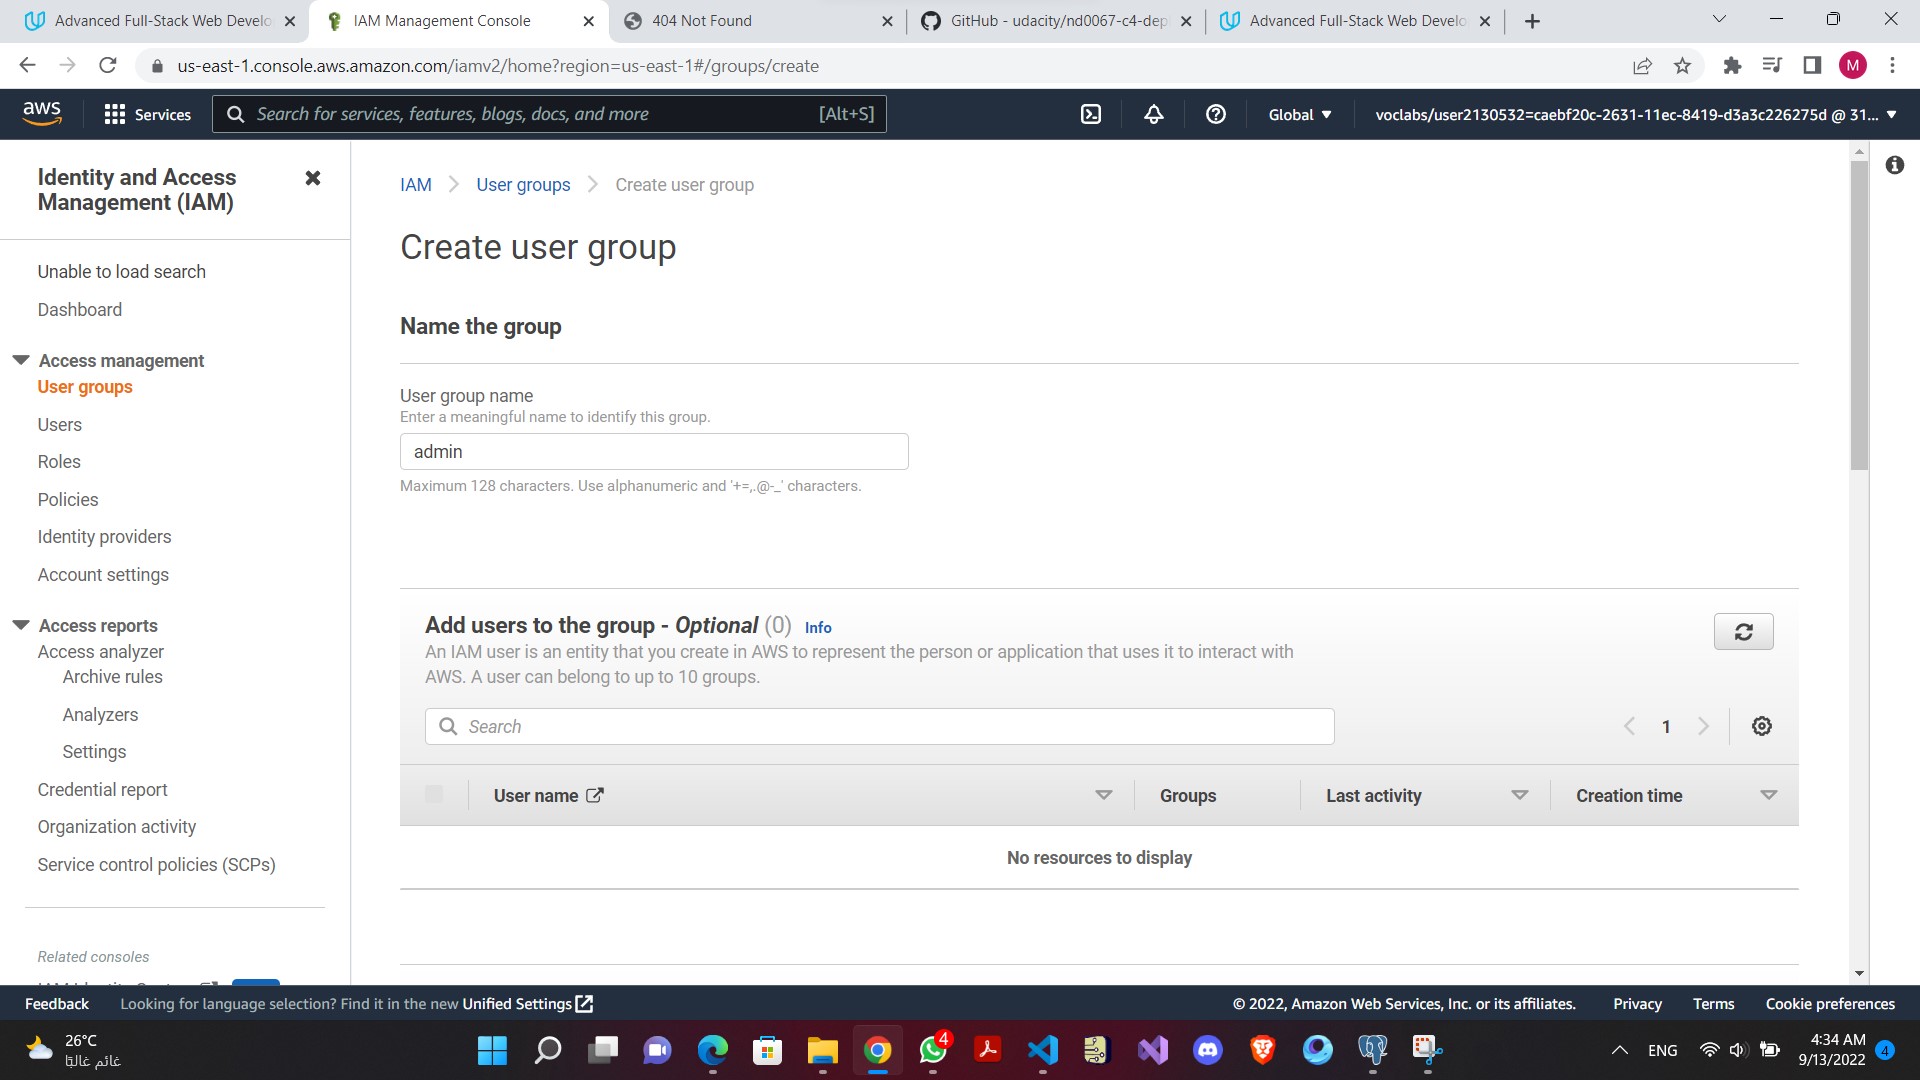 Advanced Full-Stack Web Develo
IAM Management Console
404 Not Found
GitHub - udacity/nd0067-c4-dep
Advanced Full-Stack Web Develo
us-east-1.console.aws.amazon.com/iamv2/home?region=us-east-1#/groups/create
M
aws
Services
Search for services, features, blogs, docs, and more
[Alt+S]
Global
voclabs/user2130532=caebf20c-2631-11ec-8419-d3a3c226275d @ 31...
Identity and Access
Management (IAM)
Unable to load search
Dashboard
Access management
User groups
Users
Roles
Policies
Identity providers
Account settings
Access reports
Access analyzer
Archive rules
Analyzers
Settings
Credential report
Organization activity
Service control policies (SCPs)
Related consoles
IAM > User groups > Create user group
Create user group
Name the group
User group name
Enter a meaningful name to identify this group.
admin
Maximum 128 characters. Use alphanumeric and '+=,.@-_' characters.
Add users to the group - Optional (0) Info
An IAM user is an entity that you create in AWS to represent the person or application that uses it to interact with
AWS. A user can belong to up to 10 groups.
Search
1
User name
Groups
Last activity
Creation time
No resources to display
Feedback
Looking for language selection? Find it in the new Unified Settings
© 2022, Amazon Web Services, Inc. or its affiliates.
Privacy
Terms
Cookie preferences
26°C
غائم غالبًا
4
ENG
4:34 AM
9/13/2022
4